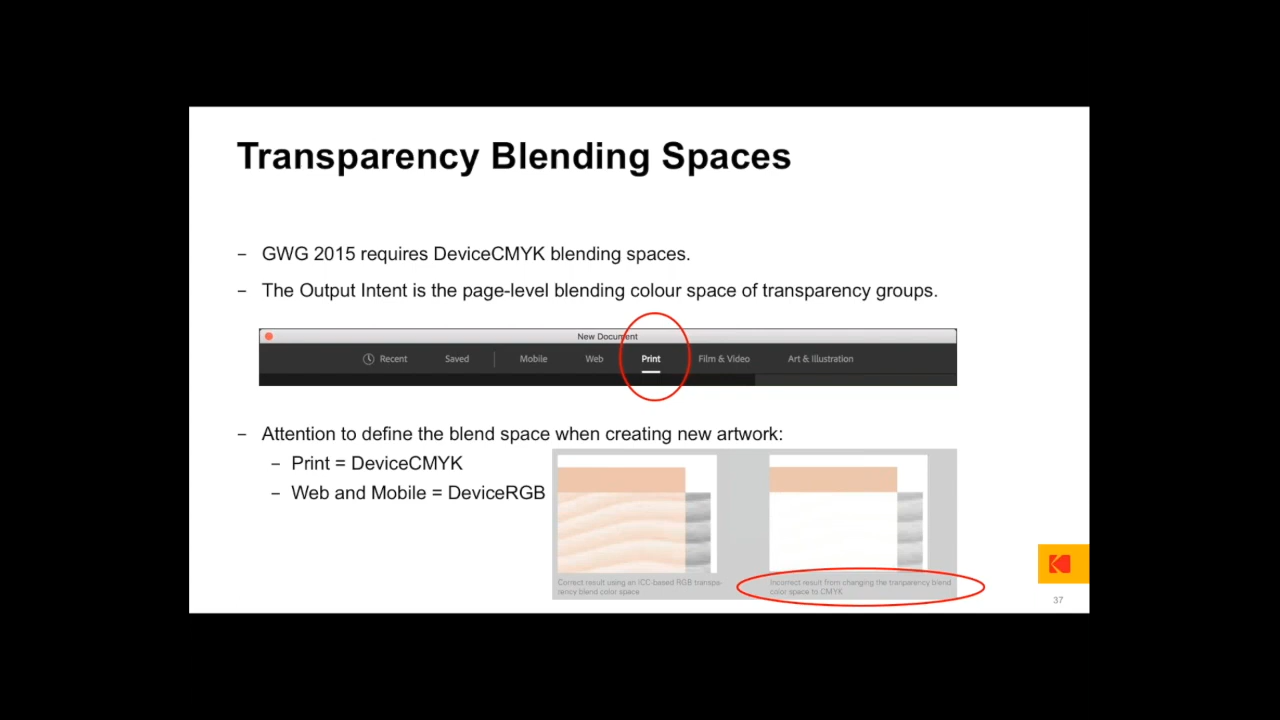 Transparency Blending Spaces
– GWG 2015 requires DeviceCMYK blending spaces.
– The Output Intent is the page-level blending colour space of transparency groups.
New Document
Recent Saved Mobile Web Print Film & Video Art & Illustration
– Attention to define the blend space when creating new artwork:
– Print = DeviceCMYK
– Web and Mobile = DeviceRGB
Correct result using an ICC-based RGB transpa-
rency blend color space
Incorrect result from changing the tranparency blend
color space to CMYK
37